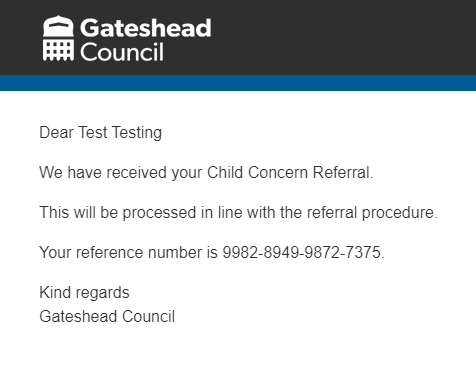 Gateshead
Council
Dear Test Testing
We have received your Child Concern Referral.
This will be processed in line with the referral procedure.
Your reference number is 9982-8949-9872-7375.
Kind regards
Gateshead Council